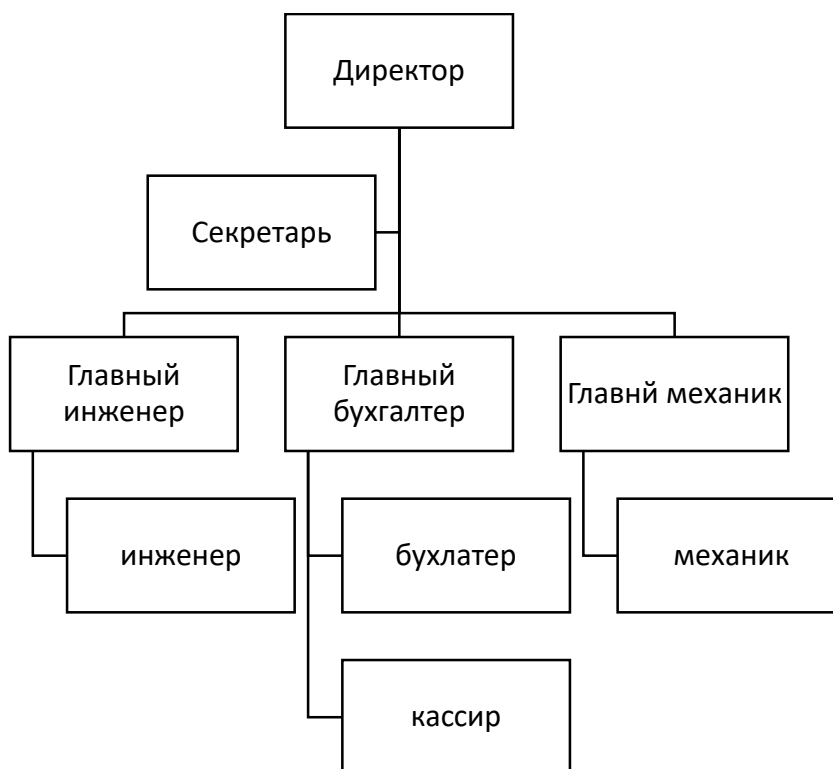 Директор
Секретарь
Главный
инженер
Главный
бухгалтер
Главнй механик
инженер
бухлатер
механик
кассир